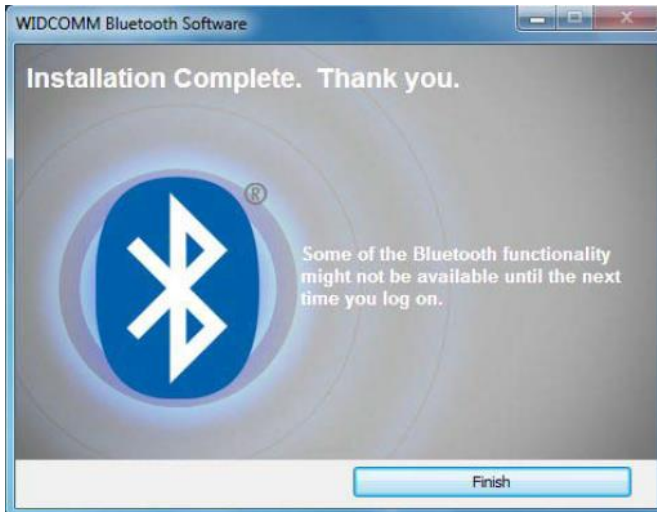 WIDCOMM Bluetooth Software
Installation Complete. Thank you.
®
Some of the Bluetooth functionality
might not be available until the next
time you log on.
Finish